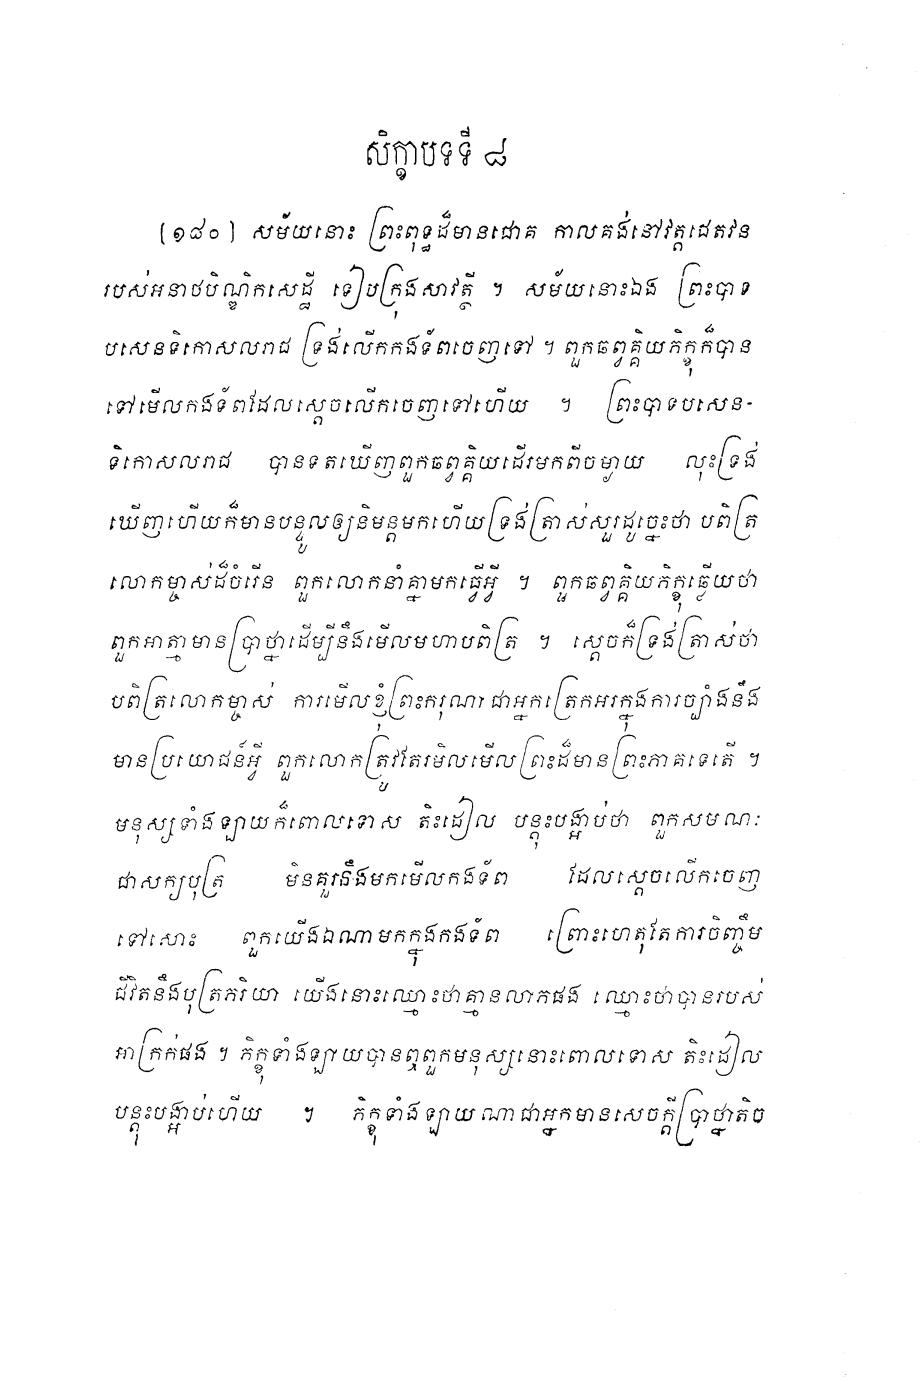 សិក្ខាបទទី ៨
[១៨០] សម័យនោះ ព្រះពុទ្ធដ៏មានជោគ កាលគង់នៅវត្តជេតវន
របស់អនាថបិណ្ឌិកសេដ្ឋី ទៀបក្រុងសាវត្ថី ។ សម័យនោះឯង ព្រះបាទ
បសេនទិកោសលរាជ ទ្រង់លើកកងទ័ពចេញទៅ ។ ពួកឆព្វគ្គិយភិក្ខុក៏បាន
ទៅមើលកងទ័ពដែលស្តេចលើកចេញទៅហើយ ។ ព្រះបាទបសេន-
ទិកោសលរាជ បានទតឃើញពួកឆព្វគ្គិយដើរមកពីចម្ងាយ លុះទ្រង់
ឃើញហើយក៏មានបន្ទូលឲ្យនិមន្តមកហើយទ្រង់ត្រាស់សួរដូច្នេះថា បពិត្រ
លោកម្ចាស់ដ៏ចំរើន ពួកលោកនាំគ្នាមកធ្វើអ្វី ។ ពួកឆព្វគ្គិយភិក្ខុឆ្លើយថា
ពួកអាត្មាមានប្រាថ្នាដើម្បីនឹងមើលមហាបពិត្រ ។ ស្តេចក៏ទ្រង់ត្រាស់ថា
បពិត្រលោកម្ចាស់ ការមើលខ្ញុំព្រះករុណាជាអ្នកត្រេកអរក្នុងការច្បាំងនឹង
មានប្រយោជន៍អ្វី ពួកលោកត្រូវតែរមិលមើលព្រះដ៏មានព្រះភាគទេតើ ។
មនុស្សទាំងឡាយក៏ពោលទោស តិះដៀល បន្តុះបង្អាប់ថា ពួកសមណៈ
ជាសក្យបុត្រ មិនគួរនឹងមកមើលកងទ័ព ដែលស្តេចលើកចេញ
ទៅសោះ ពួកយើងឯណាមកក្នុងកងទ័ព ព្រោះហេតុតែការចិញ្ចឹម
ជីវិតនឹងបុត្រភរិយា យើងនោះឈ្មោះថាគ្មានលាភផង ឈ្មោះថាបានរបស់
អាក្រក់ផង ។ ភិក្ខុទាំងឡាយបានឮពួកមនុស្សនោះពោលទោស តិះដៀល
បន្តុះបង្អាប់ហើយ ។ ភិក្ខុទាំងឡាយណាជាអ្នកមានសេចក្តីប្រាថ្នាតិច